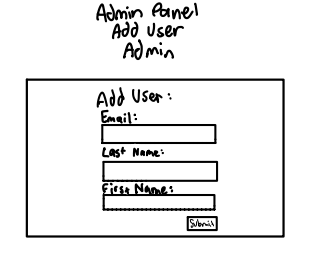 Admin Panel
Add User
Admin
Add User:
Email:
Last Name:
First Name:
Submit